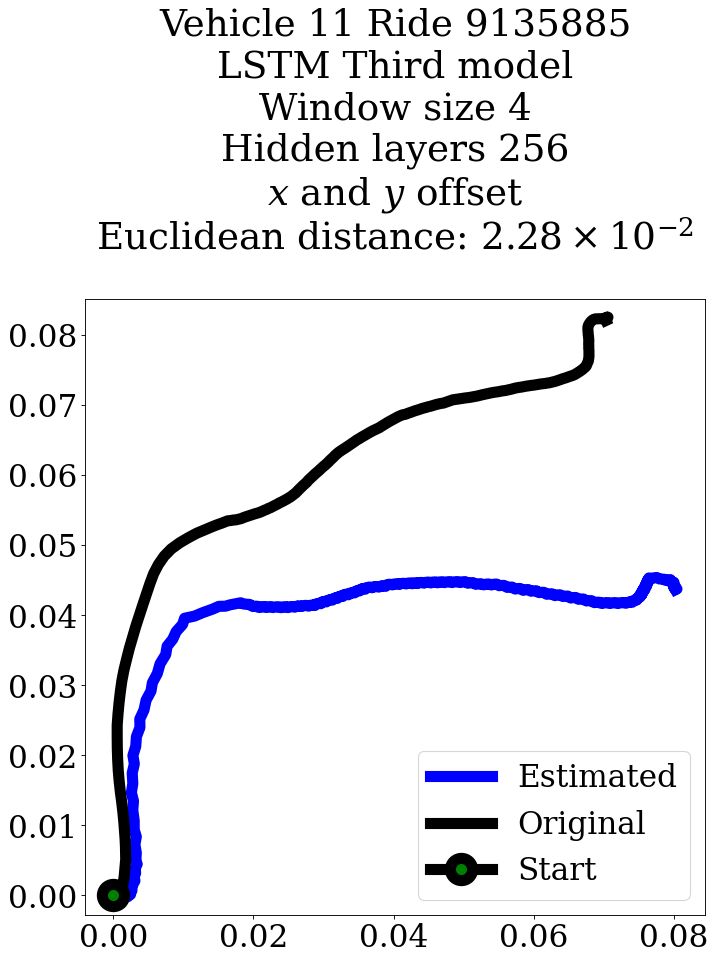 Vehicle 11 Ride 9135885
LSTM Third model
Window size 4
Hidden layers 256
x and y offset
Euclidean distance: 2.28 × 10⁻²
0.08
0.07
0.06
0.05
0.04
0.03
0.02
0.01
0.00
Estimated
Original
Start
0.00 0.02 0.04 0.06 0.08